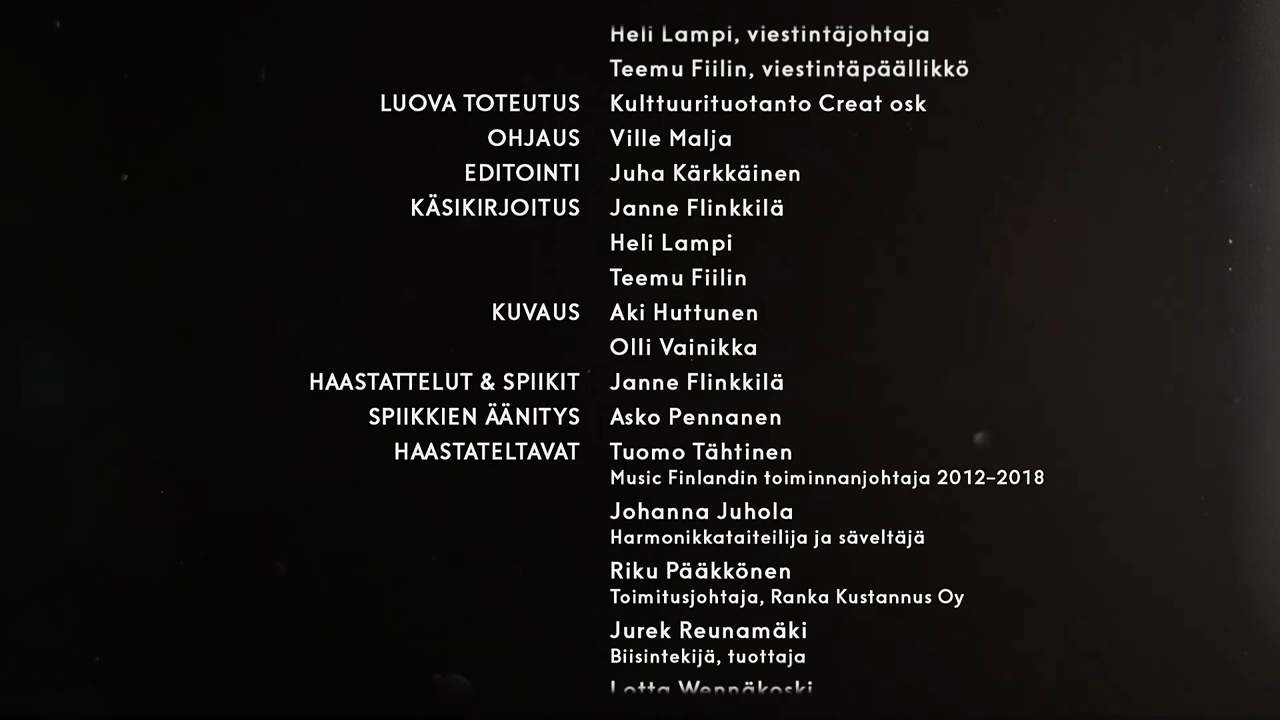 Heli Lampi, viestintäjohtaja
Teemu Fiilin, viestintäpäällikkö
LUOVA TOTEUTUS Kulttuurituotanto Creat osk
OHJAUS Ville Malja
EDITOINTI Juha Kärkkäinen
KÄSIKIRJOITUS Janne Flinkkilä
Heli Lampi
Teemu Fiilin
KUVAUS Aki Huttunen
Olli Vainikka
HAASTATTELUT & SPIIKIT Janne Flinkkilä
SPIIKKIEN ÄÄNITYS Asko Pennanen
HAASTATELTAVAT Tuomo Tähtinen
Music Finlandin toiminnanjohtaja 2012–2018
Johanna Juhola
Harmonikkataiteilija ja säveltäjä
Riku Pääkkönen
Toimitusjohtaja, Ranka Kustannus Oy
Jurek Reunamäki
Biisintekijä, tuottaja
Lotta Wennäkoski